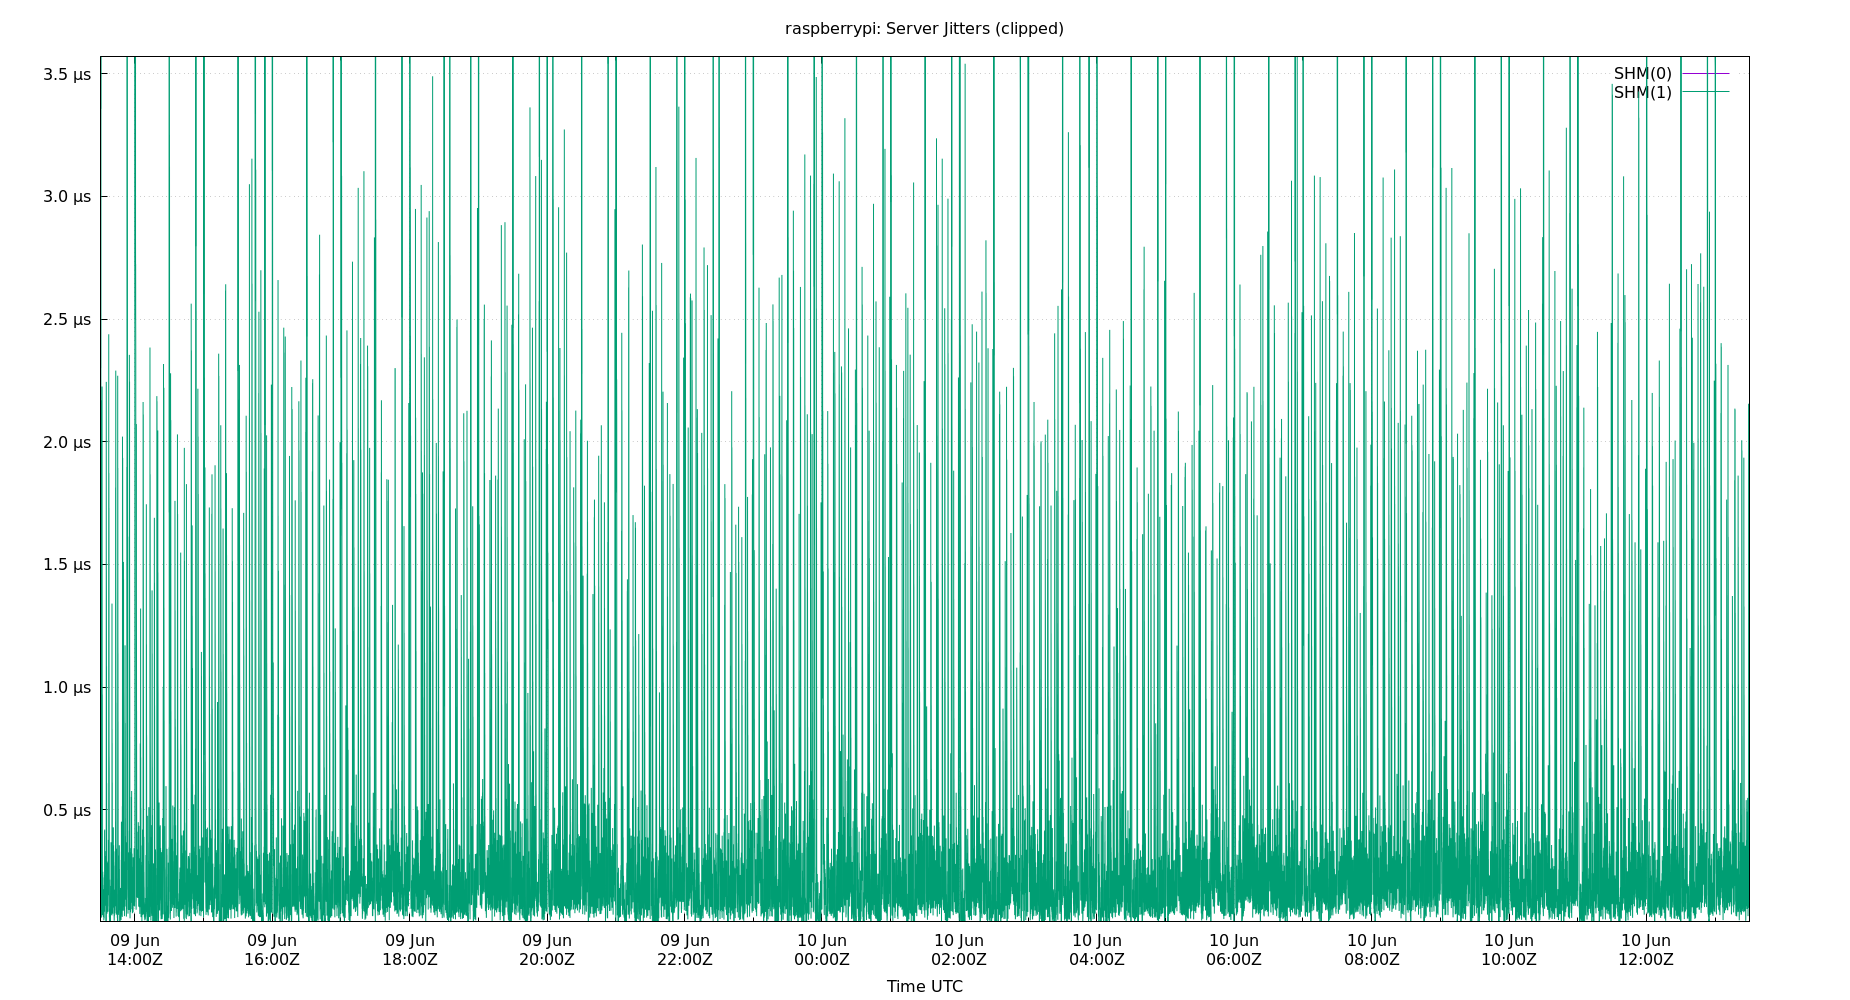 raspberrypi: Server Jitters (clipped)
3.5 µs
3.0 µs
2.5 µs
2.0 µs
1.5 µs
1.0 µs
0.5 µs
SHM(0)
SHM(1)
09 Jun 09 Jun 09 Jun 09 Jun 09 Jun 10 Jun 10 Jun 10 Jun 10 Jun 10 Jun 10 Jun 10 Jun
14:00Z 16:00Z 18:00Z 20:00Z 22:00Z 00:00Z 02:00Z 04:00Z 06:00Z 08:00Z 10:00Z 12:00Z
Time UTC